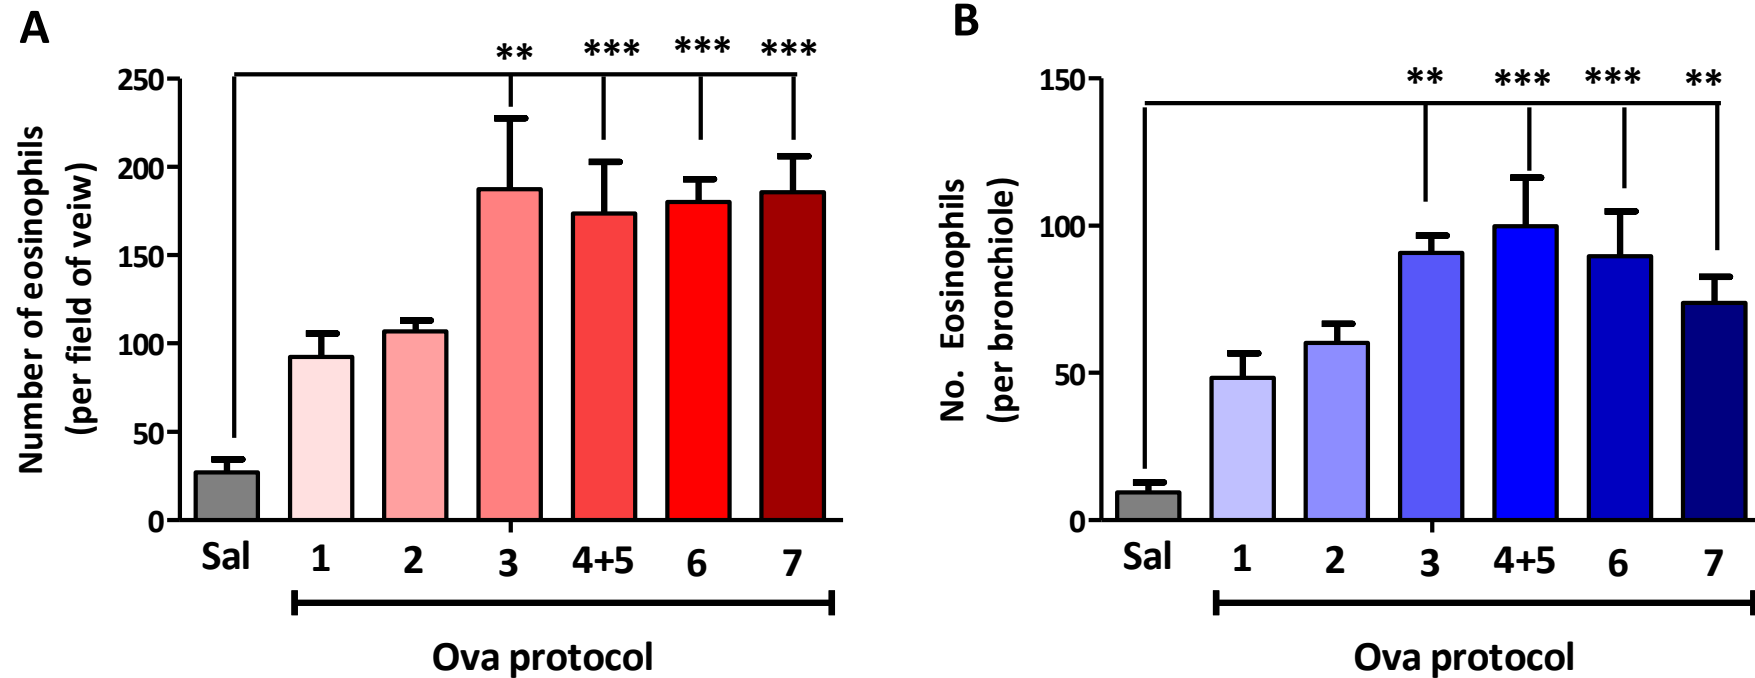 A
** *** *** ***
250
200
150
100
50
0
Number of eosinophils
(per field of veiw)
Sal 1 2 3 4+5 6 7
Ova protocol
B
** *** *** **
150
100
50
0
No. Eosinophils
(per bronchiole)
Sal 1 2 3 4+5 6 7
Ova protocol